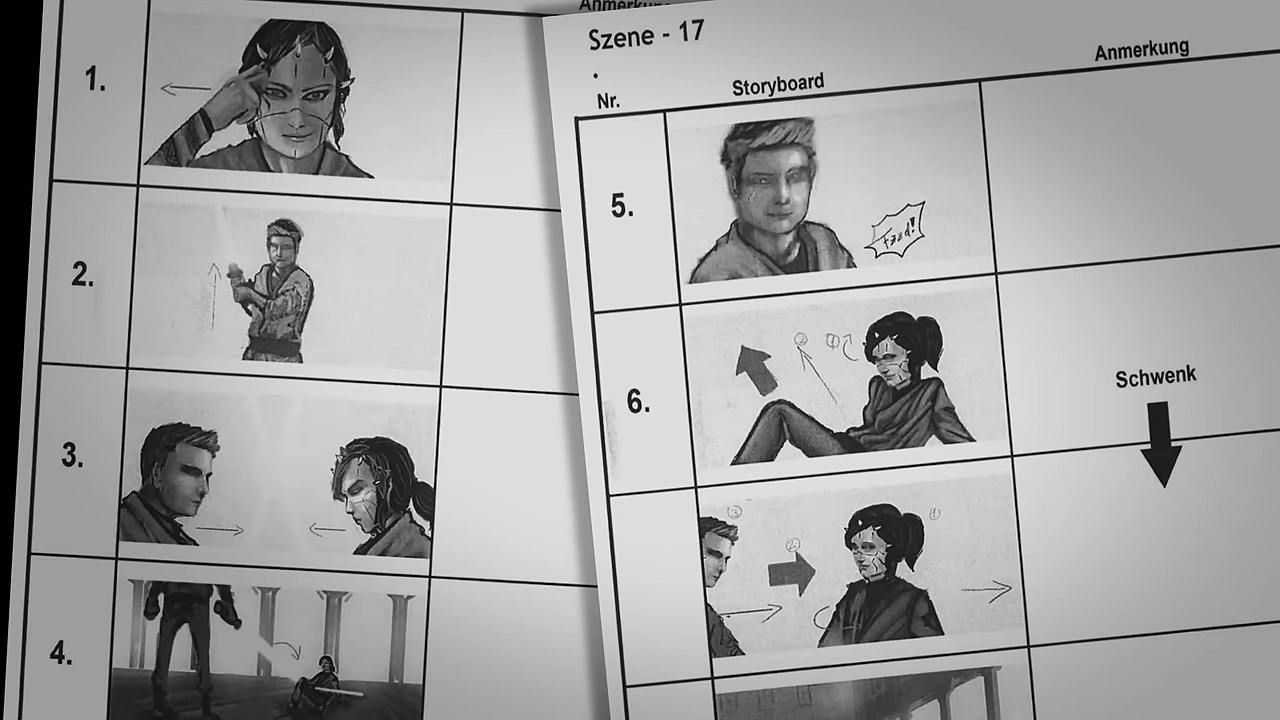 1.
2.
3.
4.
Szene - 17
Nr.
Storyboard
Anmerkung
5.
6.
Schwenk